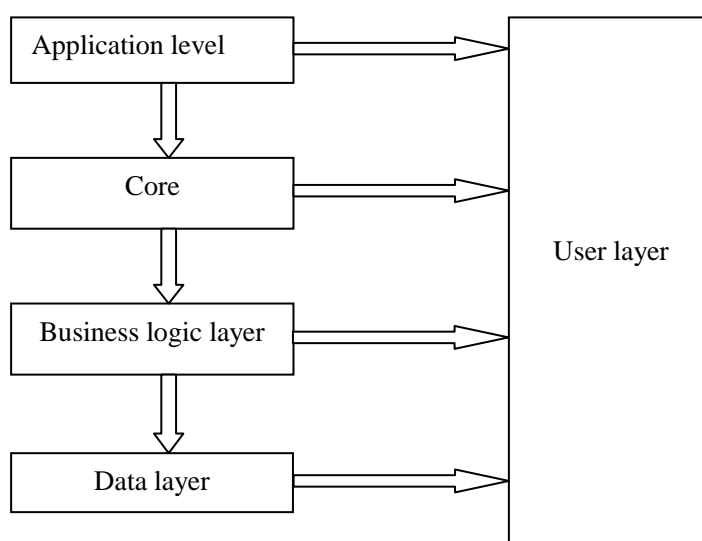 Application level
Core
User layer
Business logic layer
Data layer